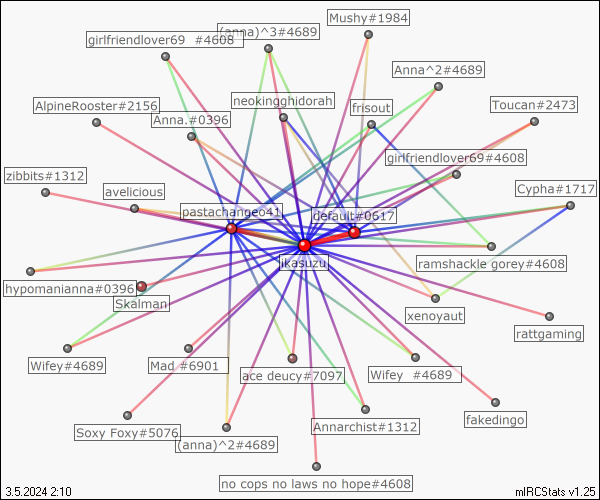 Mushy#1984
(anna)^3#4689
girlfriendlover69 #4608
Anna^2#4689
neokingghidorah
AlpineRooster#2156
frisout
Toucan#2473
Anna.#0396
girlfriendlover69#4608
zibbits#1312
avelicious
Cypha#1717
pastachangeo41
default#0617
jkasuzu
ramshackle gorey#4608
hypomanianna#0396
Skalman
xenoyaut
rattgaming
Wifey#4689
Mad #6901
ace deucy#7097
Wifey #4689
fakedingo
Annarchist#1312
Soxy Foxy#5076
(anna)^2#4689
no cops no laws no hope#4608
3.5.2024 2:10
mIRCStats v1.25